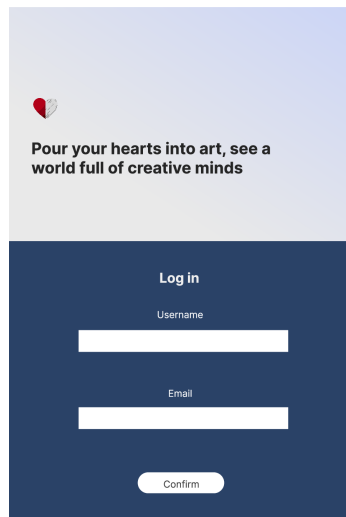 Pour your hearts into art, see a
world full of creative minds
Log in
Username
Email
Confirm